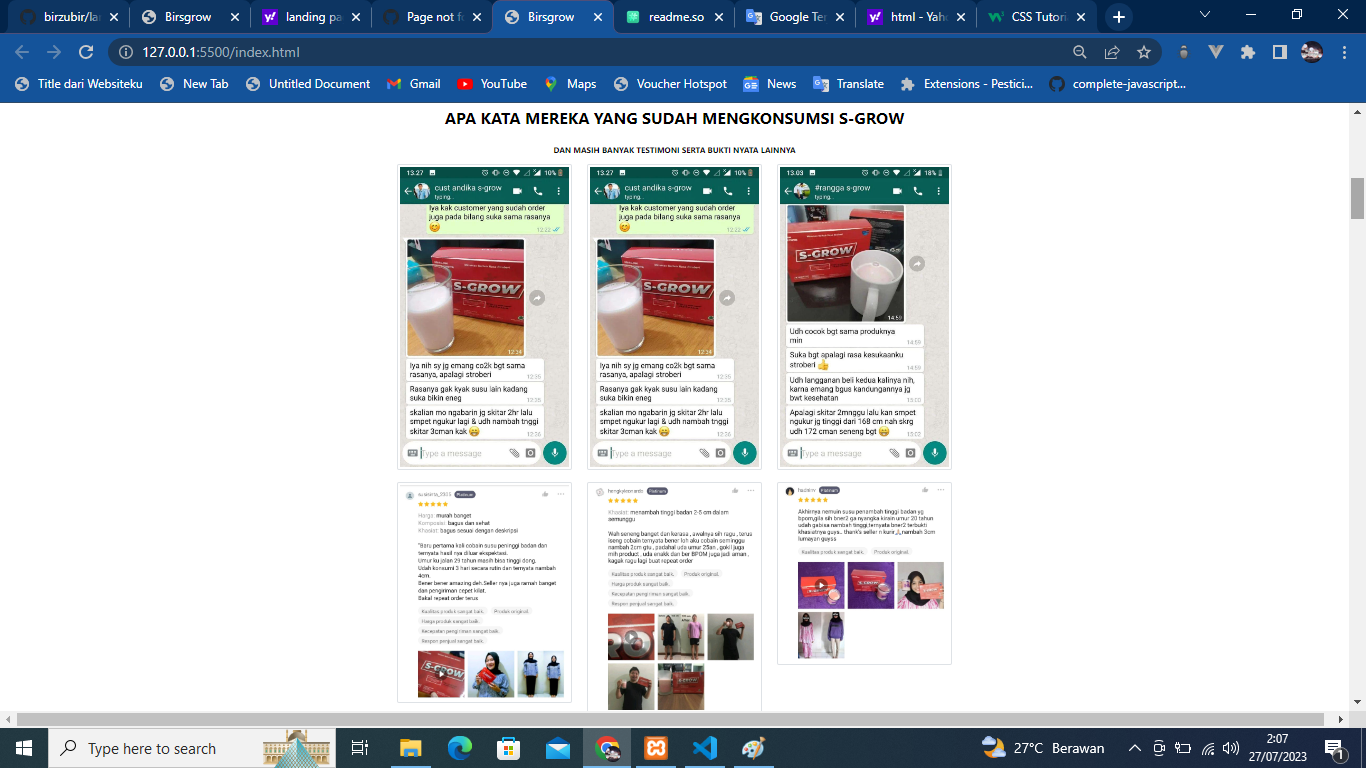 birzubir/la
Birsgrow
landing pa
Page not f
Birsgrow
readme.so
Google Ter
html - Yah
CSS Tutori
127.0.0.1:5500/index.html
Title dari Websiteku
New Tab
Untitled Document
Gmail
YouTube
Maps
Voucher Hotspot
News
Translate
Extensions - Pestici...
complete-javascript...
APA KATA MEREKA YANG SUDAH MENGKONSUMSI S-GROW
DAN MASIH BANYAK TESTIMONI SERTA BUKTI NYATA LAINNYA
13.27 10%
cust andika s-grow
typing..
Iya kak customer yang sudah order
juga pada bilang suka sama rasanya
12:22
S-GROW
12:34
Iya nih sy jg emang co2k bgt sama
rasanya, apalagi stroberi
12:35
Rasanya gak kyak susu lain kadang
suka bikin eneg
12:35
skalian mo ngabarin jg skitar 2hr lalu
smpet ngukur lagi & udh nambah tnggi
skitar 3cman kak
12:36
Type a message
13.27 10%
cust andika s-grow
typing..
Iya kak customer yang sudah order
juga pada bilang suka sama rasanya
12:22
S-GROW
12:34
Iya nih sy jg emang co2k bgt sama
rasanya, apalagi stroberi
12:35
Rasanya gak kyak susu lain kadang
suka bikin eneg
12:35
skalian mo ngabarin jg skitar 2hr lalu
smpet ngukur lagi & udh nambah tnggi
skitar 3cman kak
12:36
Type a message
13.03 18%
#rangga s-grow
typing..
S-GROW
14:59
Udh cocok bgt sama produknya
min
14:59
Suka bgt apalagi rasa kesukaanku
stroberi
14:59
Udh langganan beli kedua kalinya nih,
karna emang bgus kandungannya jg
bwt kesehatan
15:00
Apalagi skitar 2mnggu lalu kan smpet
ngukur jg tinggi dari 168 cm nah skrg
udh 172 cman seneng bgt
15:02
Type a message
Platinum
Harga: murah banget
Komposisi: bagus dan sehat
Khasiat: bagus sesuai dengan deskripsi
"Baru pertama kali cobain susu peninggi badan dan
ternyata hasil nya diluar ekspektasi.
Umur ku jalan 29 tahun masih bisa tinggi dong.
Udah konsumi 3 hari secara rutin dan ternyata nambah
4cm.
Bener bener amazing deh.Seller nya juga ramah banget
dan pengiriman cepet kilat.
Bakal repeat order terus
Kualitas produk sangat baik. Produk original.
Harga produk sangat baik.
Kecepatan pengiriman sangat baik.
Respon penjual sangat baik.
S-GROW
Platinum
Khasiat: menambah tinggi badan 2-5 cm dalam
semunggu
Wah seneng banget dan kerasa , awalnya sih ragu , terus
iseng cobain ternyata bener loh aku cobain seminggu
nambah 2cm gtu , padahal uda umur 25an , gokil juga
mih product . uda enakk dan ber BPOM juga jadi aman ,
kagak ragu lagi buat repeat order
Kualitas produk sangat baik. Produk original.
Harga produk sangat baik.
Kecepatan pengiriman sangat baik.
Respon penjual sangat baik.
Platinum
Akhirnya nemuin susu penambah tinggi badan yg
bpom,gila sih bner2 ga nyangka kirain umur 20 tahun
udah gabisa nambah tinggi,ternyata bner2 terbukti
khasiatnya guys.. thank's seller n kurir,,l,,nambah 3cm
lumayan guyss
Kualitas produk sangat baik. Produk original.
Type here to search
27°C Berawan
2:07
27/07/2023
1